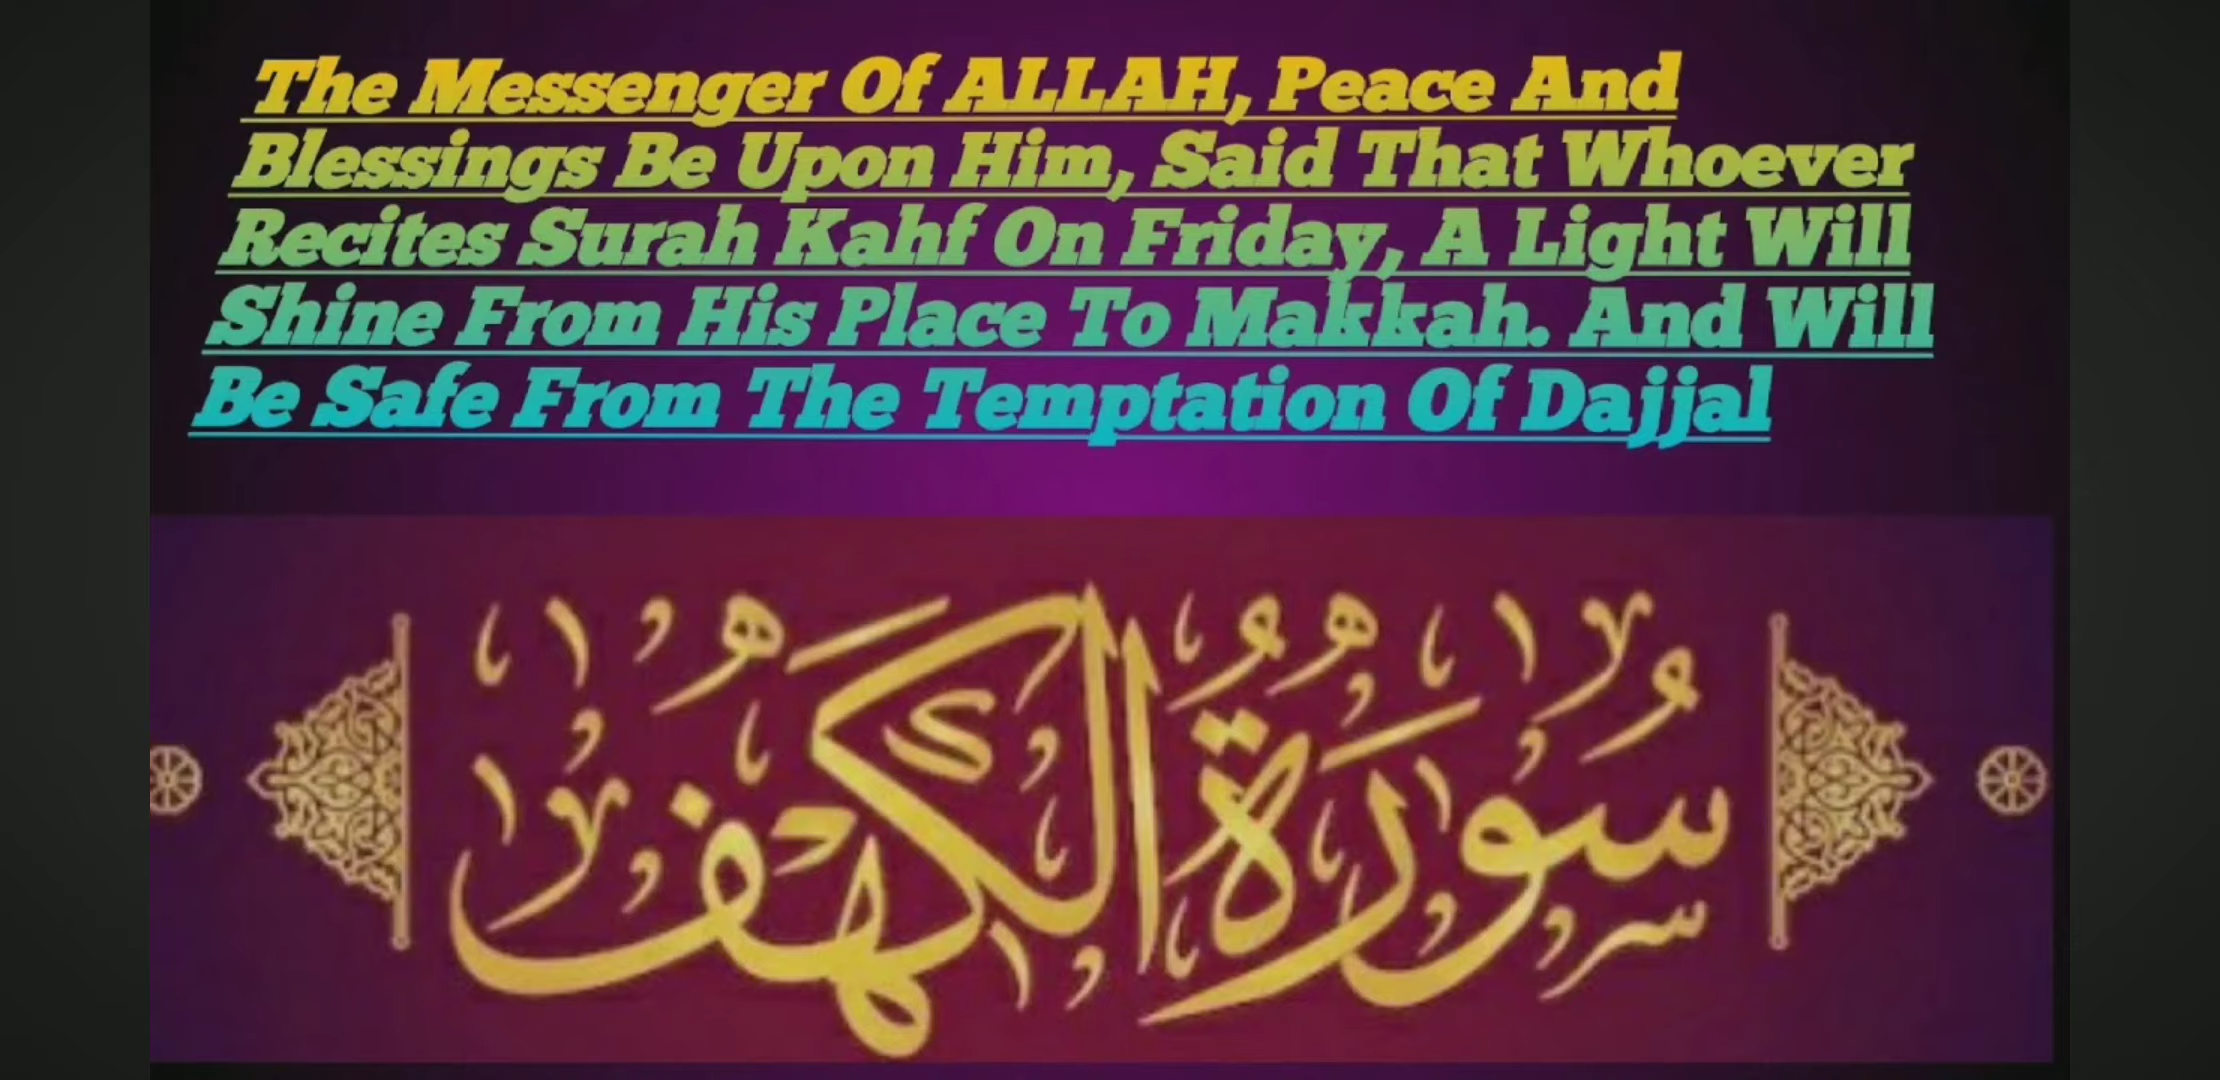 The Messenger Of ALLAH, Peace And
Blessings Be Upon Him, Said That Whoever
Recites Surah Kahf On Friday, A Light Will
Shine From His Place To Makkah. And Will
Be Safe From The Temptation Of Dajjal
سُورَة الكهف